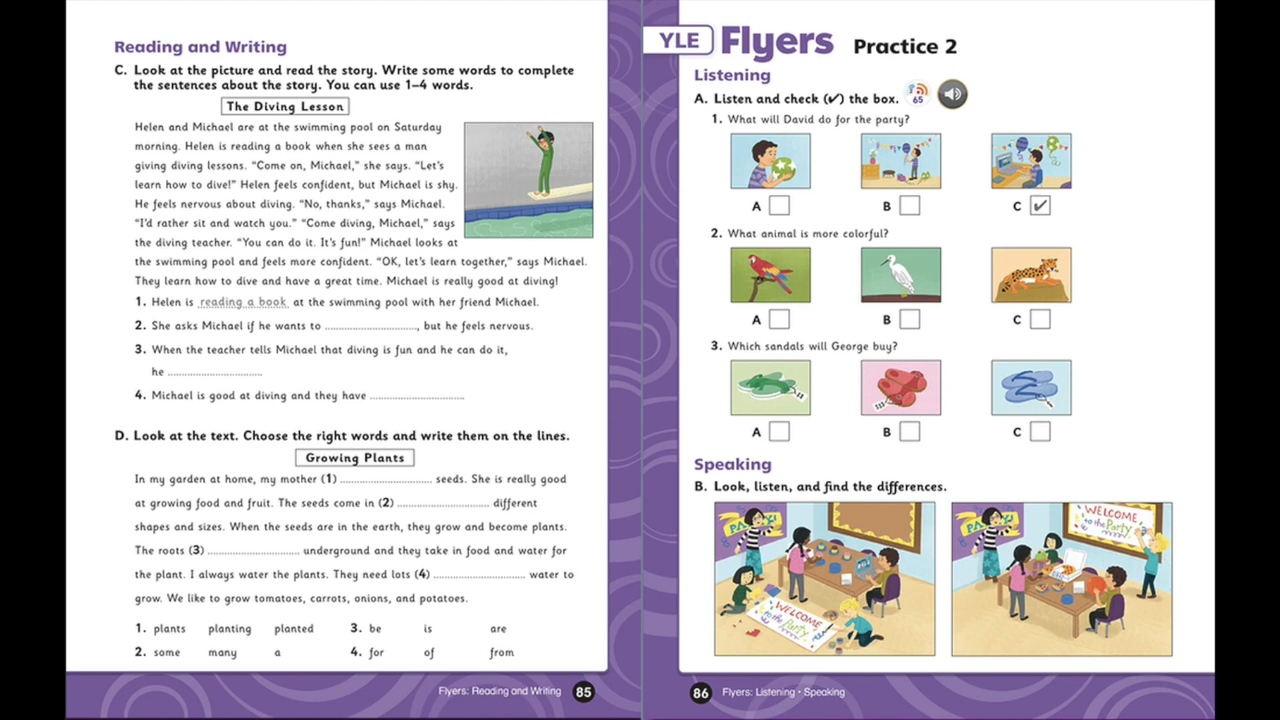 Reading and Writing
C. Look at the picture and read the story. Write some words to complete
the sentences about the story. You can use 1–4 words.
The Diving Lesson
Helen and Michael are at the swimming pool on Saturday
morning. Helen is reading a book when she sees a man
giving diving lessons. “Come on, Michael,” she says. “Let’s
learn how to dive!” Helen feels confident, but Michael is shy.
He feels nervous about diving. “No, thanks,” says Michael.
“I’d rather sit and watch you.” “Come diving, Michael,” says
the diving teacher. “You can do it. It’s fun!” Michael looks at
the swimming pool and feels more confident. “OK, let’s learn together,” says Michael.
They learn how to dive and have a great time. Michael is really good at diving!
1. Helen is reading a book at the swimming pool with her friend Michael.
2. She asks Michael if he wants to ................................, but he feels nervous.
3. When the teacher tells Michael that diving is fun and he can do it,
he ................................
4. Michael is good at diving and they have ................................
D. Look at the text. Choose the right words and write them on the lines.
Growing Plants
In my garden at home, my mother (1) ................................ seeds. She is really good
at growing food and fruit. The seeds come in (2) ................................ different
shapes and sizes. When the seeds are in the earth, they grow and become plants.
The roots (3) ................................ underground and they take in food and water for
the plant. I always water the plants. They need lots (4) ................................ water to
grow. We like to grow tomatoes, carrots, onions, and potatoes.
1. plants planting planted 3. be is are
2. some many a 4. for of from
Flyers: Reading and Writing 85
YLE Flyers Practice 2
Listening
A. Listen and check (✔) the box. 65
1. What will David do for the party?
A B C ✔
2. What animal is more colorful?
A B C
3. Which sandals will George buy?
A B C
Speaking
B. Look, listen, and find the differences.
WELCOME
to the Party
WELCOME
to the Party
86 Flyers: Listening • Speaking